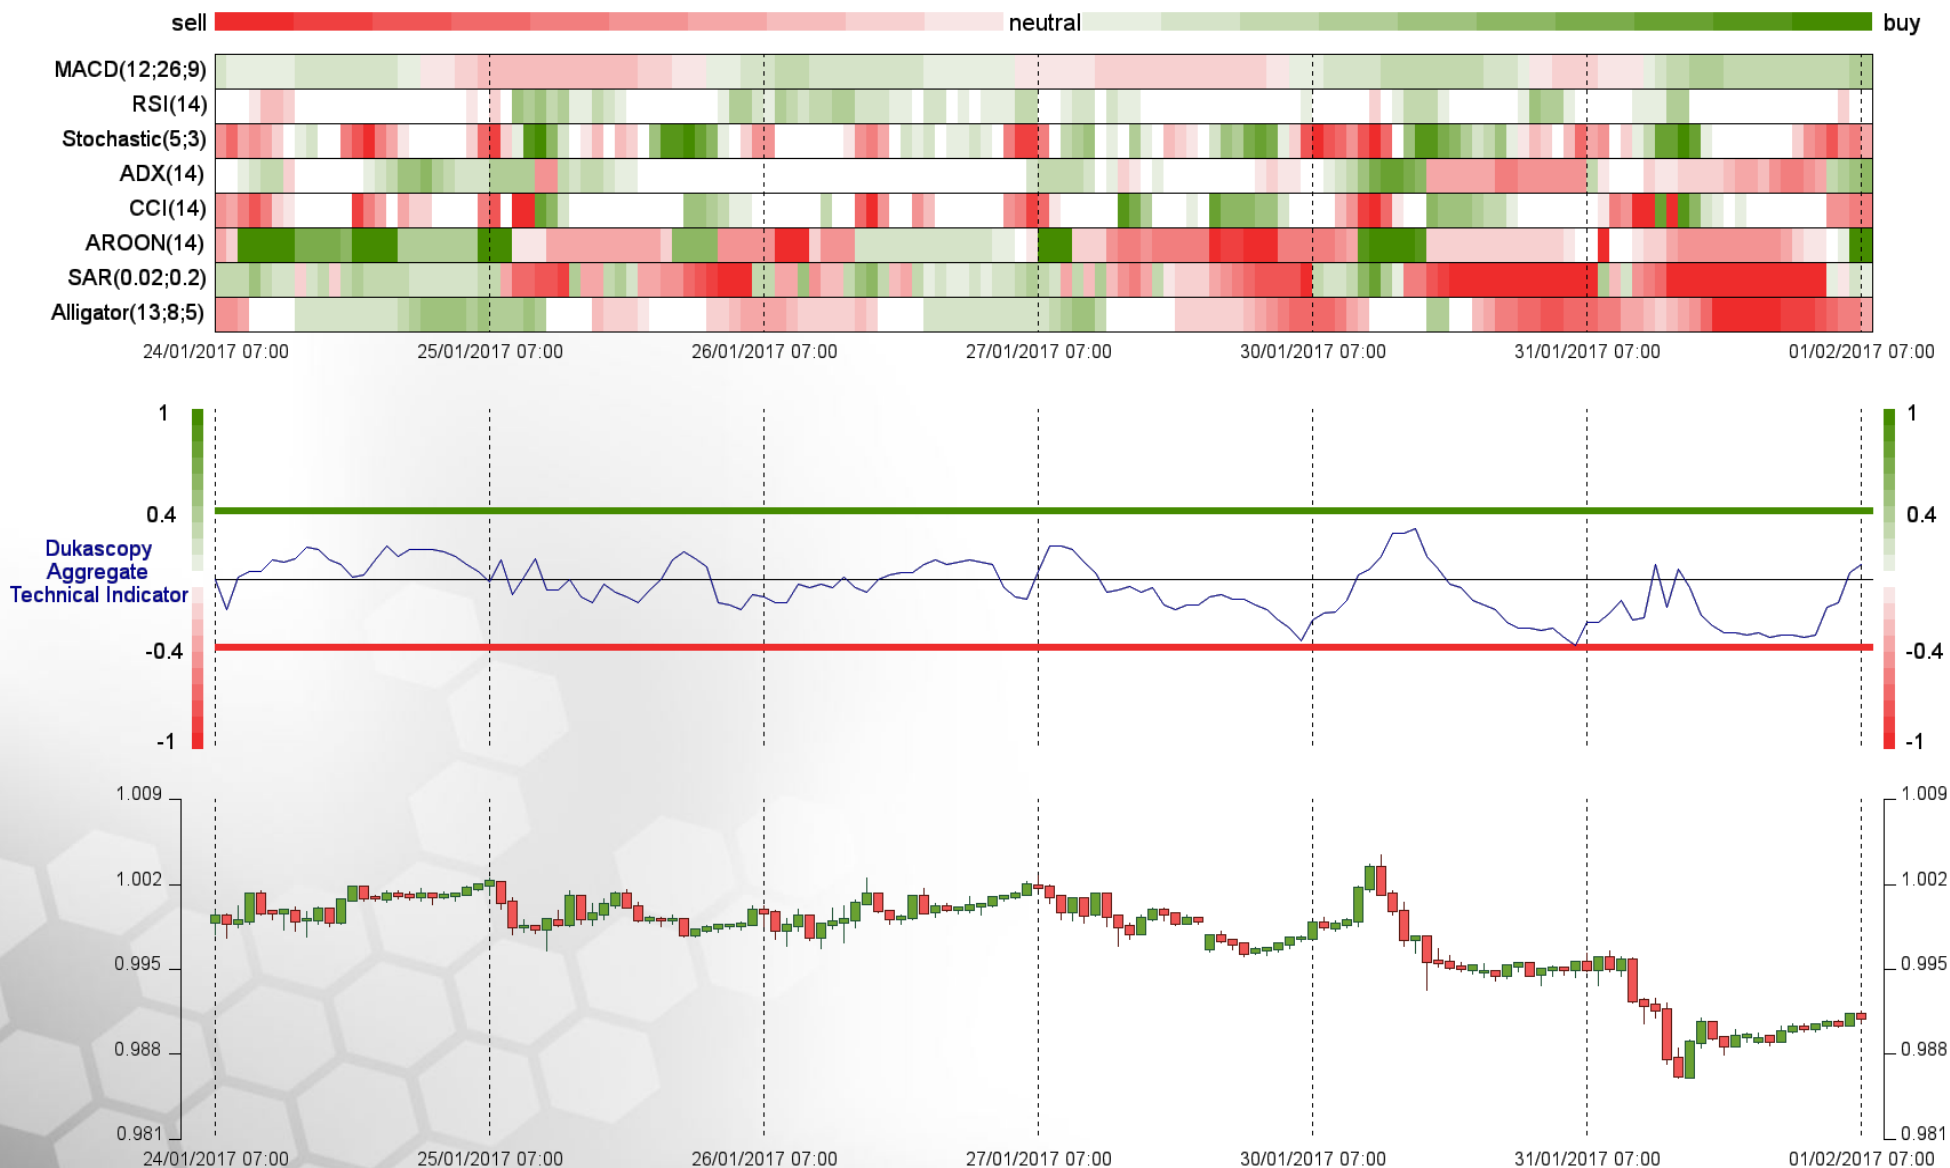 sell neutral buy
MACD(12;26;9)
RSI(14)
Stochastic(5;3)
ADX(14)
CCI(14)
AROON(14)
SAR(0.02;0.2)
Alligator(13;8;5)
24/01/2017 07:00 25/01/2017 07:00 26/01/2017 07:00 27/01/2017 07:00 30/01/2017 07:00 31/01/2017 07:00 01/02/2017 07:00
1 1
0.4 0.4
Dukascopy
Aggregate
Technical Indicator
-0.4 -0.4
-1 -1
1.009 1.009
1.002 1.002
0.995 0.995
0.988 0.988
0.981 0.981
24/01/2017 07:00 25/01/2017 07:00 26/01/2017 07:00 27/01/2017 07:00 30/01/2017 07:00 31/01/2017 07:00 01/02/2017 07:00